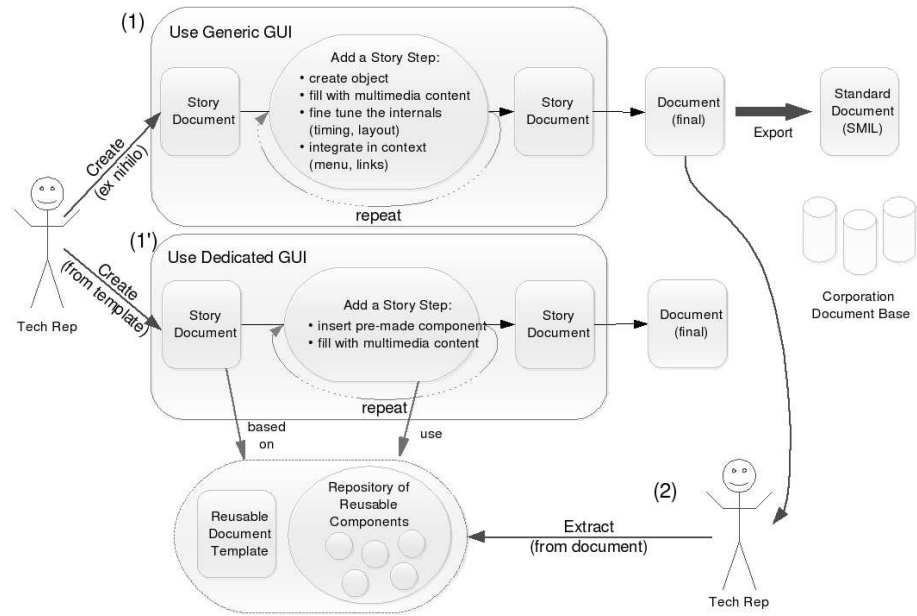 (1)
Use Generic GUI
Story
Document
Add a Story Step:
• create object
• fill with multimedia content
• fine tune the internals
(timing, layout)
• integrate in context
(menu, links)
repeat
Story
Document
Document
(final)
Export
Standard
Document
(SMIL)
Create
(ex nihilo)
Tech Rep
Create
(from template)
(1')
Use Dedicated GUI
Story
Document
Add a Story Step:
• insert pre-made component
• fill with multimedia content
repeat
Story
Document
Document
(final)
Corporation
Document Base
based
on
use
Reusable
Document
Template
Repository of
Reusable
Components
(2)
Extract
(from document)
Tech Rep